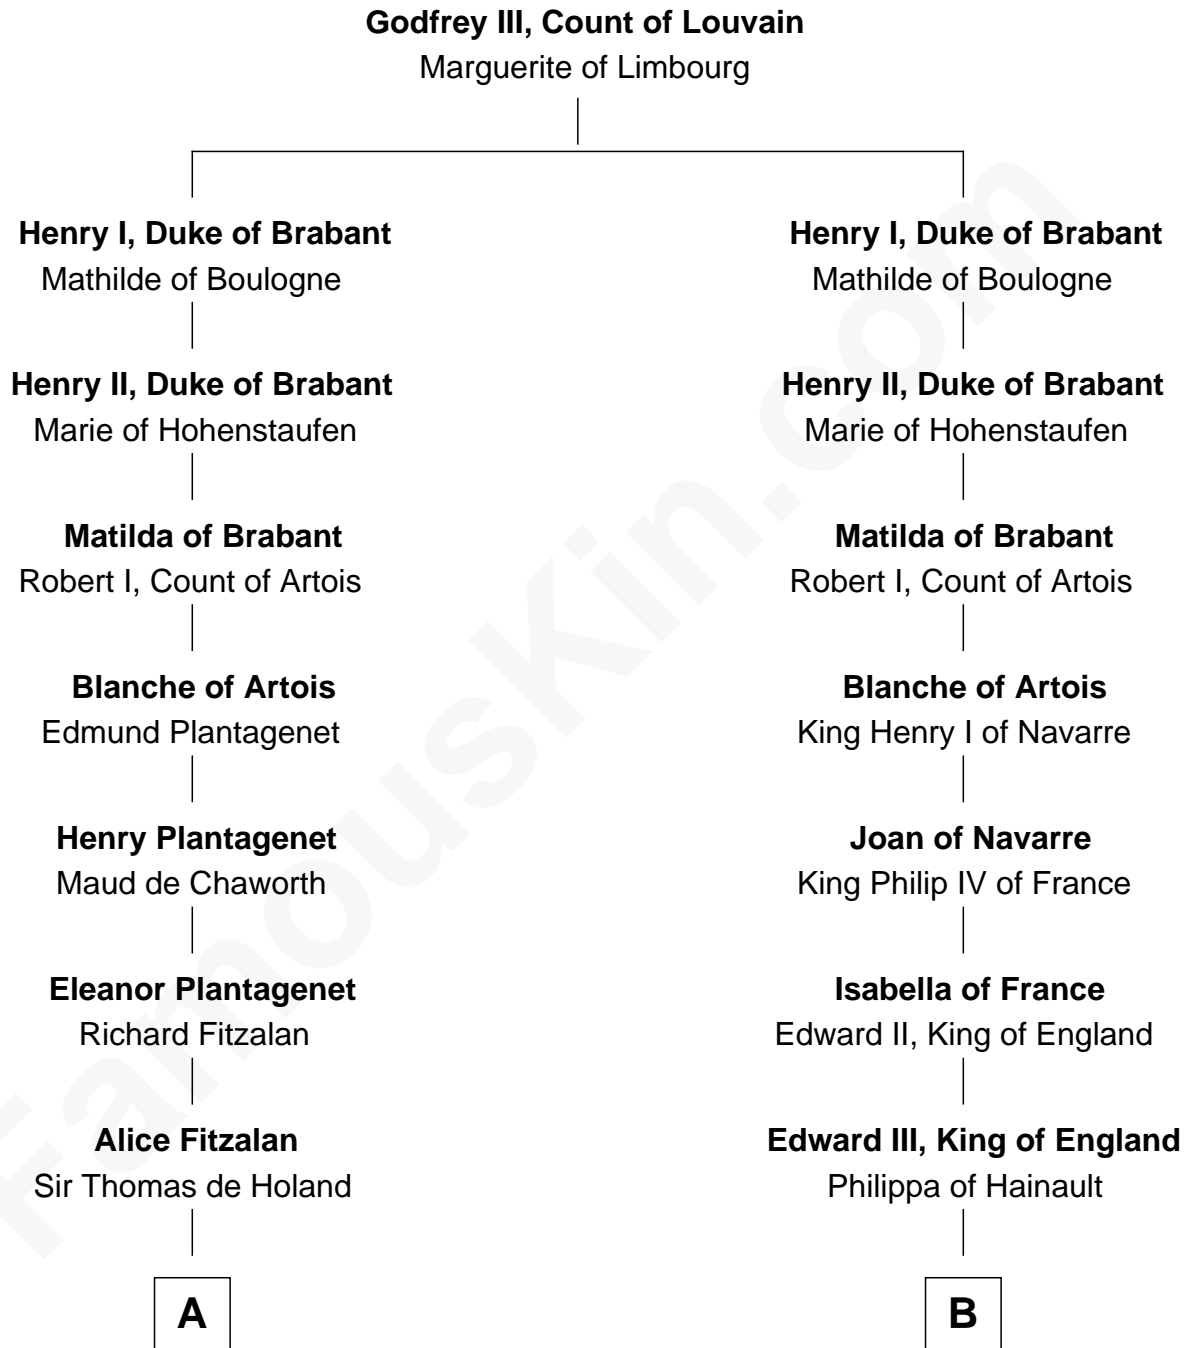 Godfrey III, Count of Louvain
Marguerite of Limbourg
Henry I, Duke of Brabant
Mathilde of Boulogne
Henry I, Duke of Brabant
Mathilde of Boulogne
Henry II, Duke of Brabant
Marie of Hohenstaufen
Henry II, Duke of Brabant
Marie of Hohenstaufen
Matilda of Brabant
Robert I, Count of Artois
Matilda of Brabant
Robert I, Count of Artois
Blanche of Artois
Edmund Plantagenet
Blanche of Artois
King Henry I of Navarre
Henry Plantagenet
Maud de Chaworth
Joan of Navarre
King Philip IV of France
Eleanor Plantagenet
Richard Fitzalan
Isabella of France
Edward II, King of England
Alice Fitzalan
Sir Thomas de Holand
Edward III, King of England
Philippa of Hainault
A
B
FamousKin.com